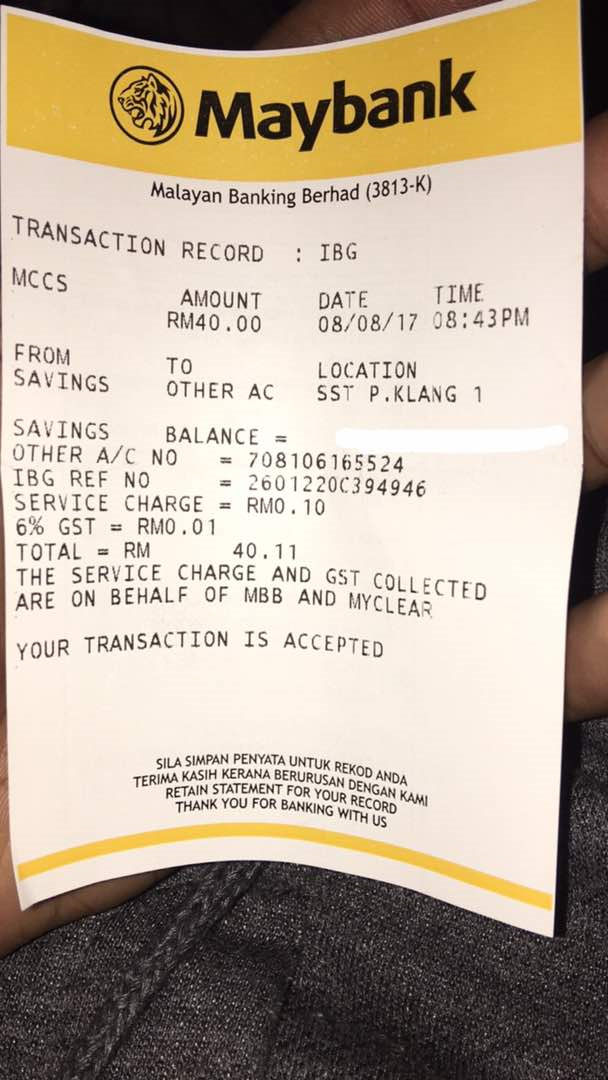 Maybank
Malayan Banking Berhad (3813-K)
TRANSACTION RECORD : IBG
MCCS
AMOUNT DATE TIME
RM40.00 08/08/17 08:43PM
FROM TO LOCATION
SAVINGS OTHER AC SST P.KLANG 1
SAVINGS BALANCE =
OTHER A/C NO = 708106165524
IBG REF NO = 2601220C394946
SERVICE CHARGE = RM0.10
6% GST = RM0.01
TOTAL = RM 40.11
THE SERVICE CHARGE AND GST COLLECTED
ARE ON BEHALF OF MBB AND MYCLEAR
YOUR TRANSACTION IS ACCEPTED
SILA SIMPAN PENYATA UNTUK REKOD ANDA
TERIMA KASIH KERANA BERURUSAN DENGAN KAMI
RETAIN STATEMENT FOR YOUR RECORD
THANK YOU FOR BANKING WITH US